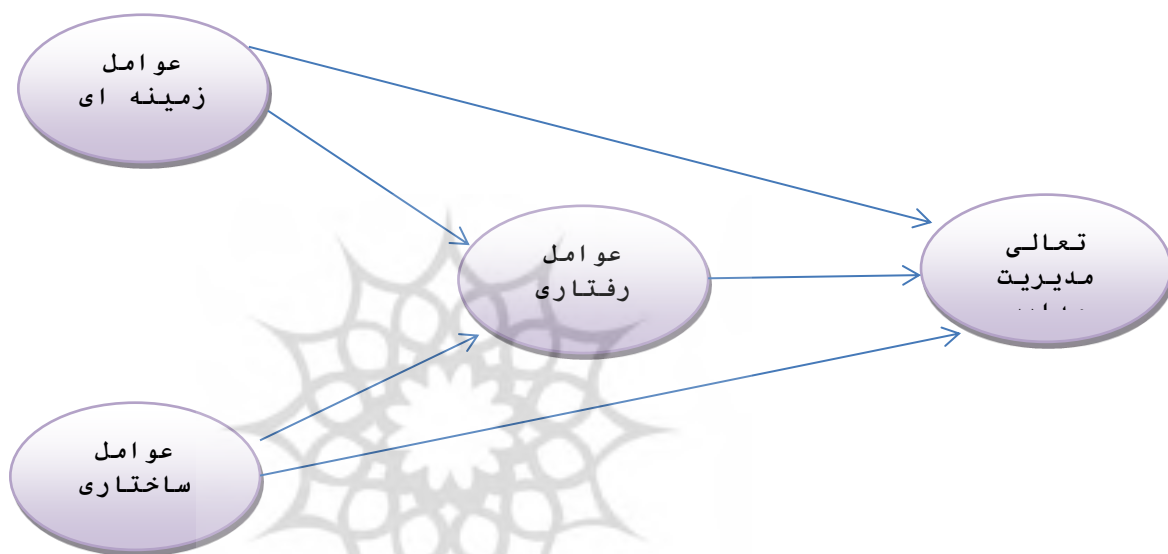 عوامل
زمینه ای
عوامل
رفتاری
تعالی
مدیریت
عوامل
ساختاری